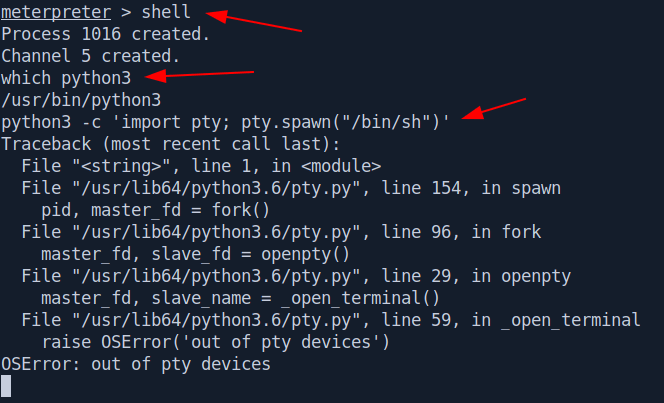 meterpreter > shell
Process 1016 created.
Channel 5 created.
which python3
/usr/bin/python3
python3 -c 'import pty; pty.spawn("/bin/sh")'
Traceback (most recent call last):
  File "<string>", line 1, in <module>
  File "/usr/lib64/python3.6/pty.py", line 154, in spawn
    pid, master_fd = fork()
  File "/usr/lib64/python3.6/pty.py", line 96, in fork
    master_fd, slave_fd = openpty()
  File "/usr/lib64/python3.6/pty.py", line 29, in openpty
    master_fd, slave_name = _open_terminal()
  File "/usr/lib64/python3.6/pty.py", line 59, in _open_terminal
    raise OSError('out of pty devices')
OSError: out of pty devices